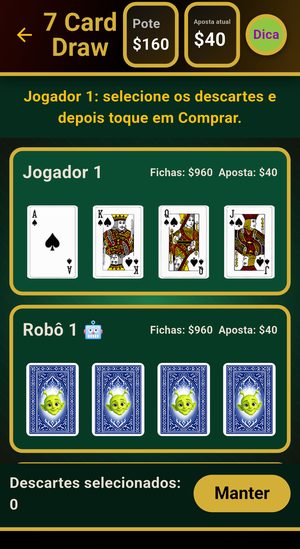 7 Card
Draw
Pote
$160
Aposta atual
$40
Dica
Jogador 1: selecione os descartes e
depois toque em Comprar.
Jogador 1
Fichas: $960 Aposta: $40
A
A
K
K
Q
Q
J
J
Robô 1
Fichas: $960 Aposta: $40
Descartes selecionados:
0
Manter